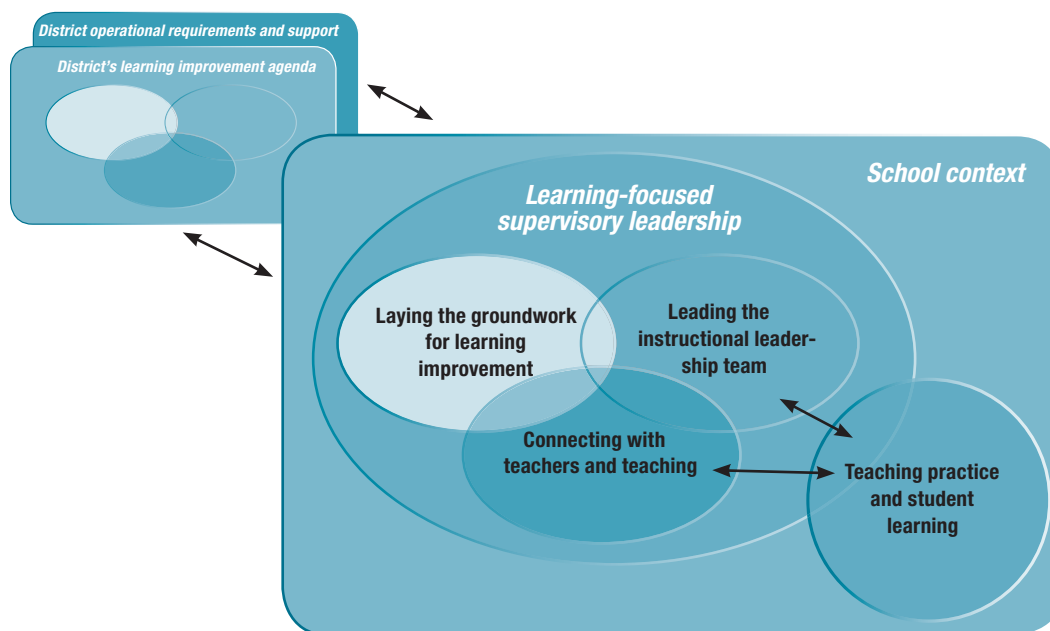 District operational requirements and support
District's learning improvement agenda
School context
Learning-focused
supervisory leadership
Laying the groundwork
for learning
improvement
Leading the
instructional leader-
ship team
Connecting with
teachers and teaching
Teaching practice
and student
learning